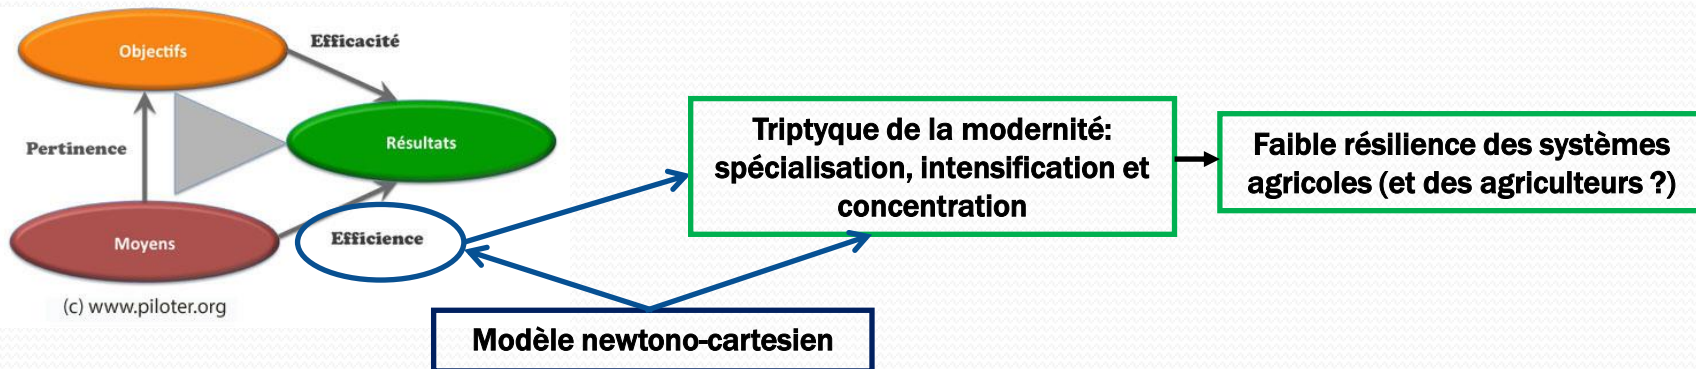 Objectifs
Efficacité
Pertinence
Résultats
Moyens
Efficience
(c) www.piloter.org
Triptyque de la modernité:
spécialisation, intensification et
concentration
Faible résilience des systèmes
agricoles (et des agriculteurs ?)
Modèle newtono-cartesien